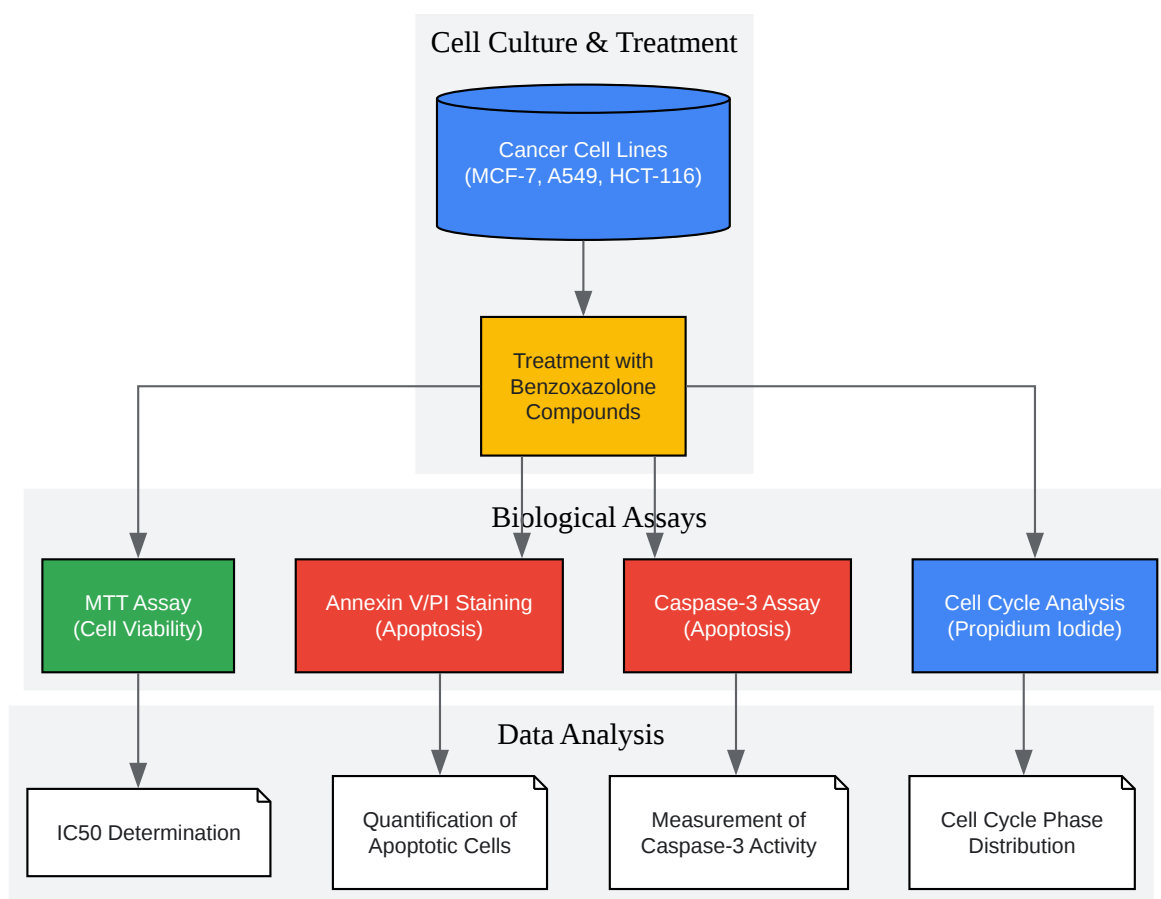 Cell Culture & Treatment
Cancer Cell Lines
(MCF-7, A549, HCT-116)
Treatment with
Benzoxazolone
Compounds
Biological Assays
MTT Assay
(Cell Viability)
Annexin V/PI Staining
(Apoptosis)
Caspase-3 Assay
(Apoptosis)
Cell Cycle Analysis
(Propidium Iodide)
Data Analysis
IC50 Determination
Quantification of
Apoptotic Cells
Measurement of
Caspase-3 Activity
Cell Cycle Phase
Distribution